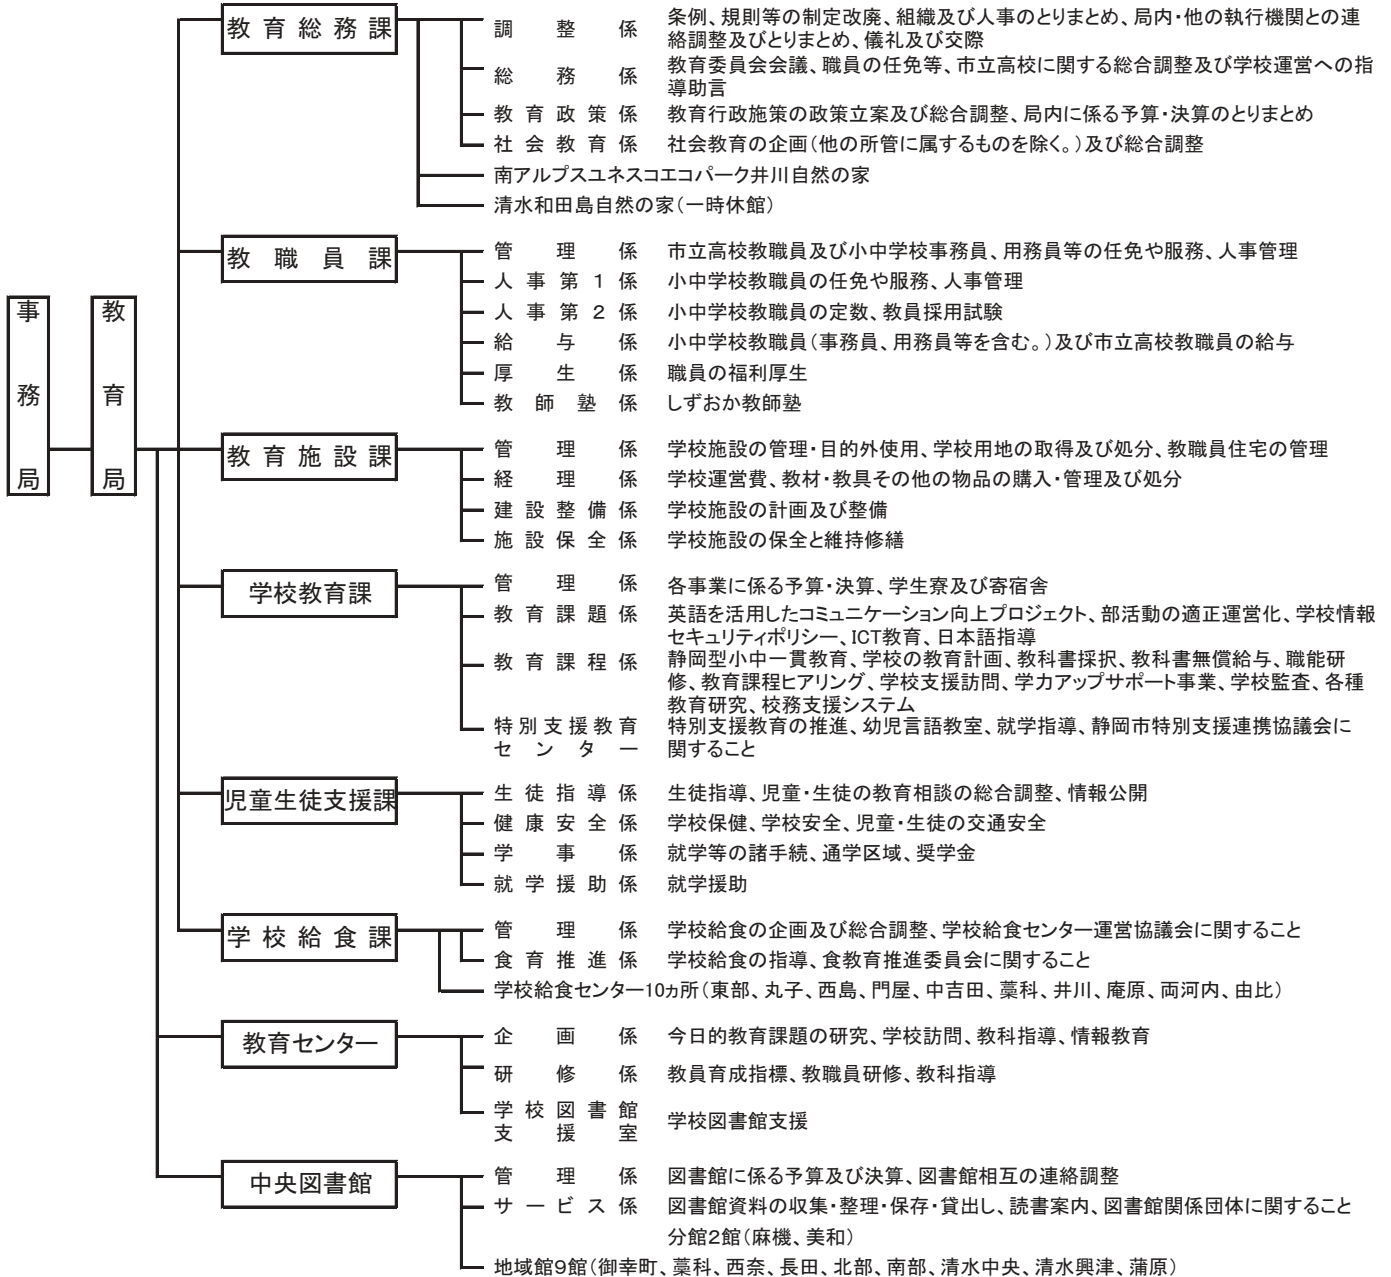 事務局
教育局
教育総務課
調整係 条例、規則等の制定改廃、組織及び人事のとりまとめ、局内・他の執行機関との連
絡調整及びとりまとめ、儀礼及び交際
総務係 教育委員会会議、職員の任免等、市立高校に関する総合調整及び学校運営への指
導助言
教育政策係 教育行政施策の政策立案及び総合調整、局内に係る予算・決算のとりまとめ
社会教育係 社会教育の企画(他の所管に属するものを除く。)及び総合調整
南アルプスユネスコエコパーク井川自然の家
清水和田島自然の家(一時休館)
教職員課
管理係 市立高校教職員及び小中学校事務員、用務員等の任免や服務、人事管理
人事第1係 小中学校教職員の任免や服務、人事管理
人事第2係 小中学校教職員の定数、教員採用試験
給与係 小中学校教職員(事務員、用務員等を含む。)及び市立高校教職員の給与
厚生係 職員の福利厚生
教師塾係 しずおか教師塾
教育施設課
管理係 学校施設の管理・目的外使用、学校用地の取得及び処分、教職員住宅の管理
経理係 学校運営費、教材・教具その他の物品の購入・管理及び処分
建設整備係 学校施設の計画及び整備
施設保全係 学校施設の保全と維持修繕
学校教育課
管理係 各事業に係る予算・決算、学生寮及び寄宿舎
教育課題係 英語を活用したコミュニケーション向上プロジェクト、部活動の適正運営化、学校情報
セキュリティポリシー、ICT教育、日本語指導
教育課程係 静岡型小中一貫教育、学校の教育計画、教科書採択、教科書無償給与、職能研
修、教育課程ヒアリング、学校支援訪問、学力アップサポート事業、学校監査、各種
教育研究、校務支援システム
特別支援教育 特別支援教育の推進、幼児言語教室、就学指導、静岡市特別支援連携協議会に
センター 関すること
児童生徒支援課
生徒指導係 生徒指導、児童・生徒の教育相談の総合調整、情報公開
健康安全係 学校保健、学校安全、児童・生徒の交通安全
学事係 就学等の諸手続、通学区域、奨学金
就学援助係 就学援助
学校給食課
管理係 学校給食の企画及び総合調整、学校給食センター運営協議会に関すること
食育推進係 学校給食の指導、食教育推進委員会に関すること
学校給食センター10ヵ所(東部、丸子、西島、門屋、中吉田、藁科、井川、庵原、両河内、由比)
教育センター
企画係 今日的教育課題の研究、学校訪問、教科指導、情報教育
研修係 教員育成指標、教職員研修、教科指導
学校図書館
支援室 学校図書館支援
中央図書館
管理係 図書館に係る予算及び決算、図書館相互の連絡調整
サービス係 図書館資料の収集・整理・保存・貸出し、読書案内、図書館関係団体に関すること
分館2館(麻機、美和)
地域館9館(御幸町、藁科、西奈、長田、北部、南部、清水中央、清水興津、蒲原)